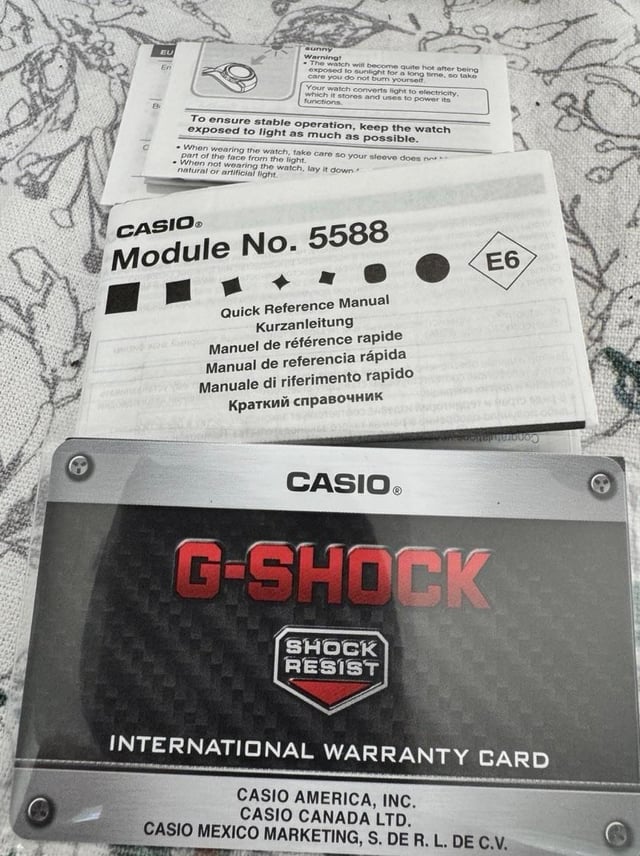 EU
sunny
Warning!
• The watch will become quite hot after being
exposed to sunlight for a long time, so take
care you do not burn yourself.
Your watch converts light to electricity,
which it stores and uses to power its
functions.
To ensure stable operation, keep the watch
exposed to light as much as possible.
• When wearing the watch, take care so your sleeve does
part of the face from the light.
• When not wearing the watch, lay it down
natural or artificial light.
CASIO®
Module No. 5588
E6
Quick Reference Manual
Kurzanleitung
Manuel de référence rapide
Manual de referencia rápida
Manuale di riferimento rapido
Краткий справочник
CASIO®
G-SHOCK
SHOCK
RESIST
INTERNATIONAL WARRANTY CARD
CASIO AMERICA, INC.
CASIO CANADA LTD.
CASIO MEXICO MARKETING, S. DE R. L. DE C.V.